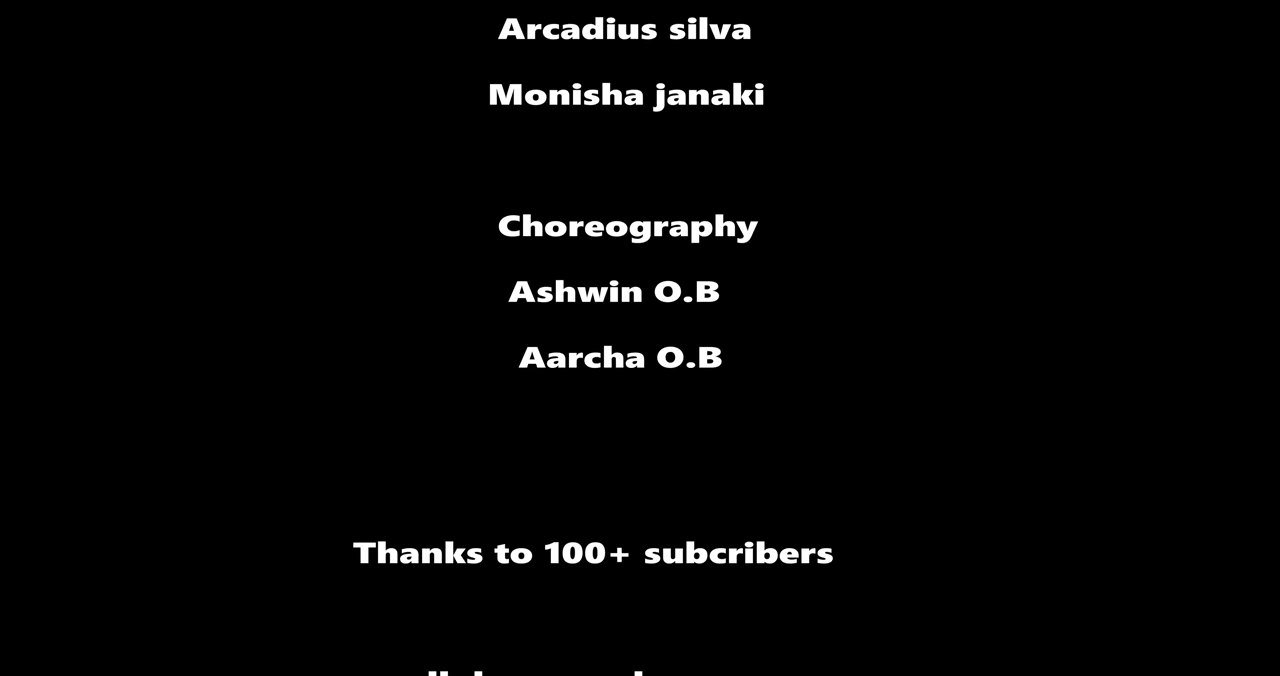 Arcadius silva
Monisha janaki
Choreography
Ashwin O.B
Aarcha O.B
Thanks to 100+ subcribers